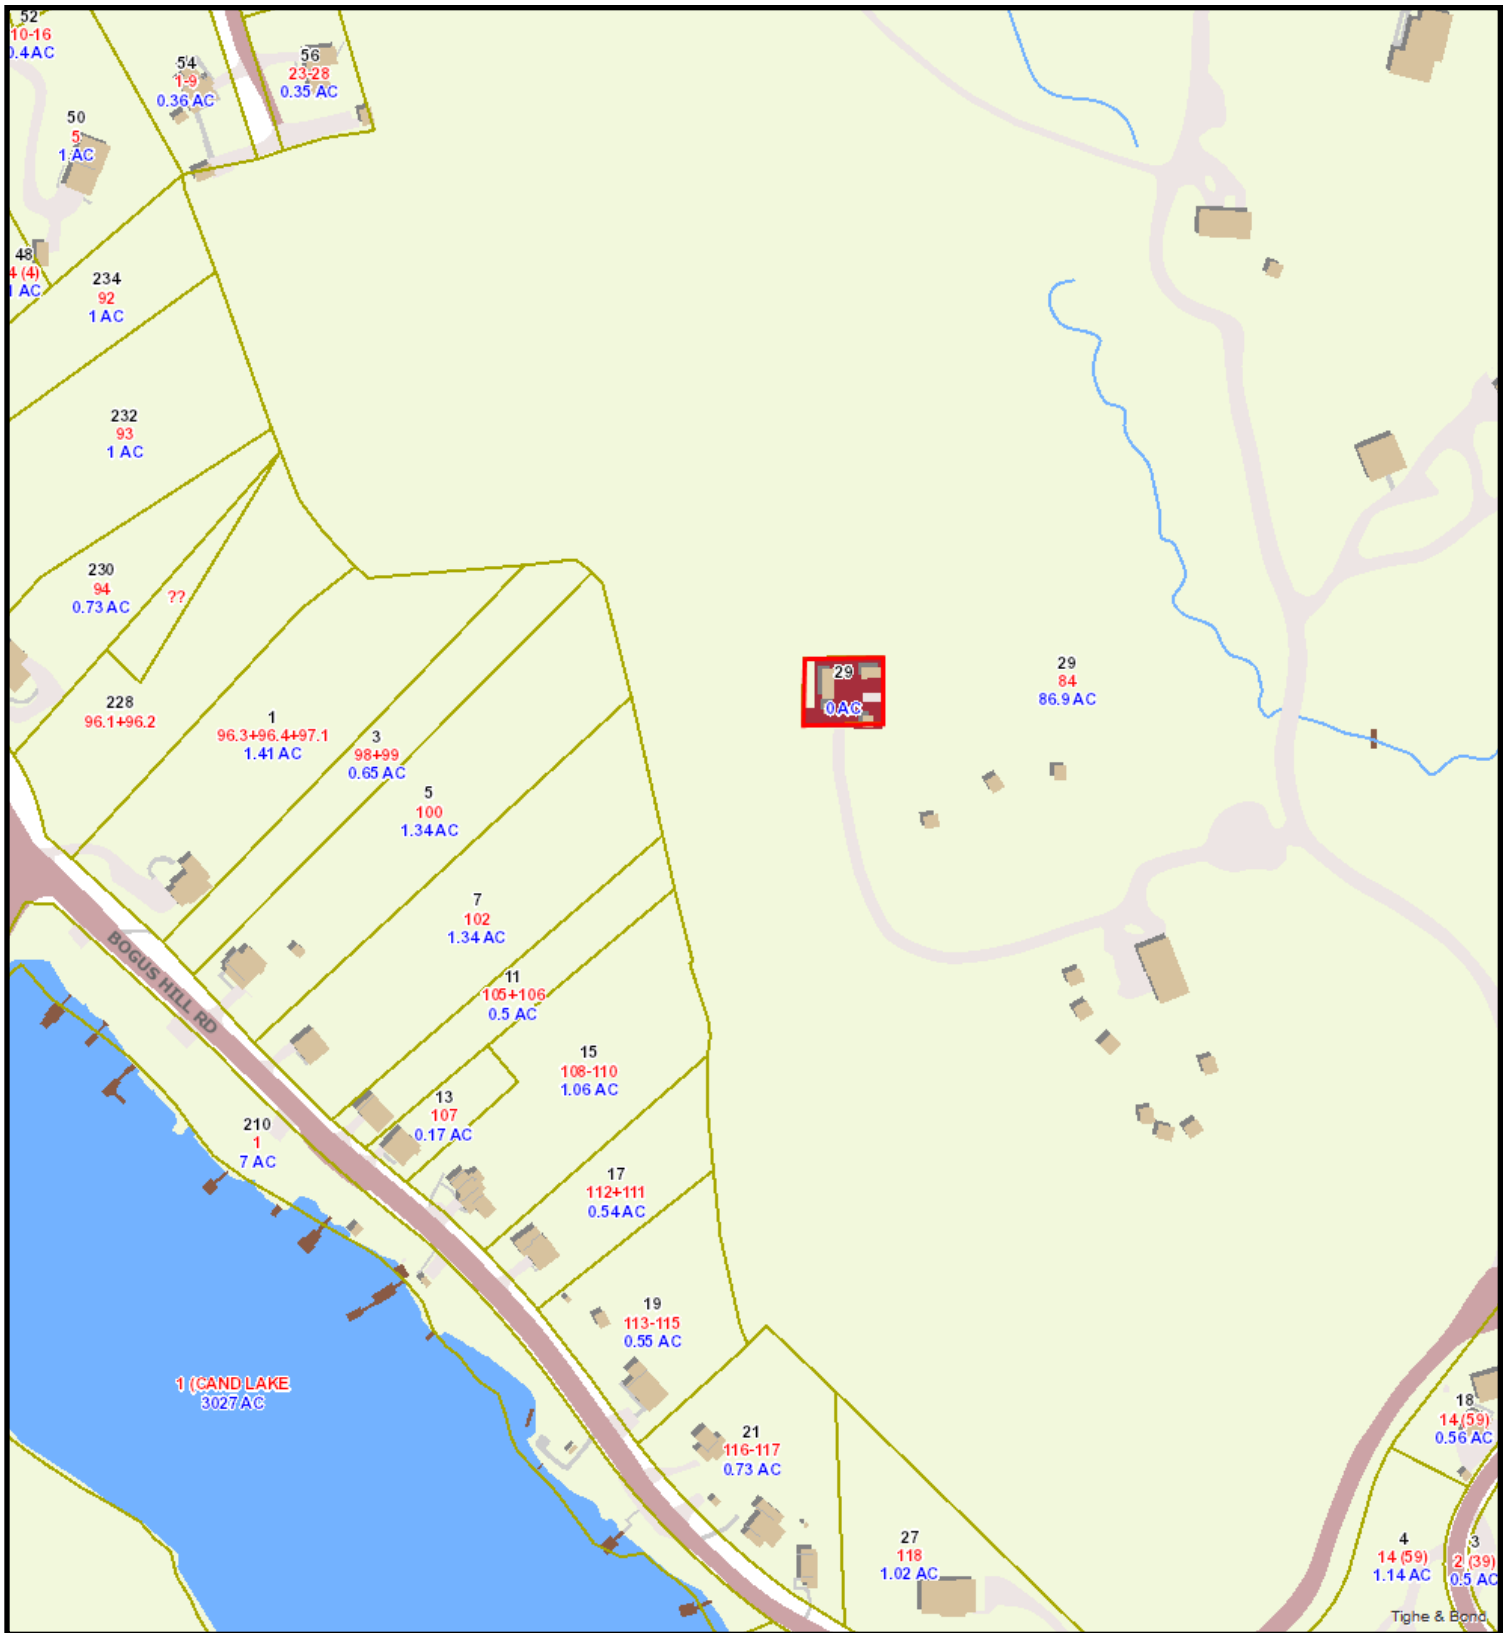 52
10-16
0.4 AC
54
1-9
0.36 AC
56
23-28
0.35 AC
50
5
1 AC
48
4 (4)
1 AC
234
92
1 AC
232
93
1 AC
230
94
0.73 AC
??
228
96.1+96.2
1
96.3+96.4+97.1
1.41 AC
3
98+99
0.65 AC
5
100
1.34 AC
29
0 AC
29
84
86.9 AC
7
102
1.34 AC
BOGUS HILL RD
11
105+106
0.5 AC
15
108-110
1.06 AC
13
107
0.17 AC
210
1
7 AC
17
112+111
0.54 AC
19
113-115
0.55 AC
1 (CAND LAKE
3027 AC
21
116-117
0.73 AC
18
14 (59)
0.56 AC
27
118
1.02 AC
4
14 (59)
1.14 AC
3
2 (39)
0.5 AC
Tighe & Bond